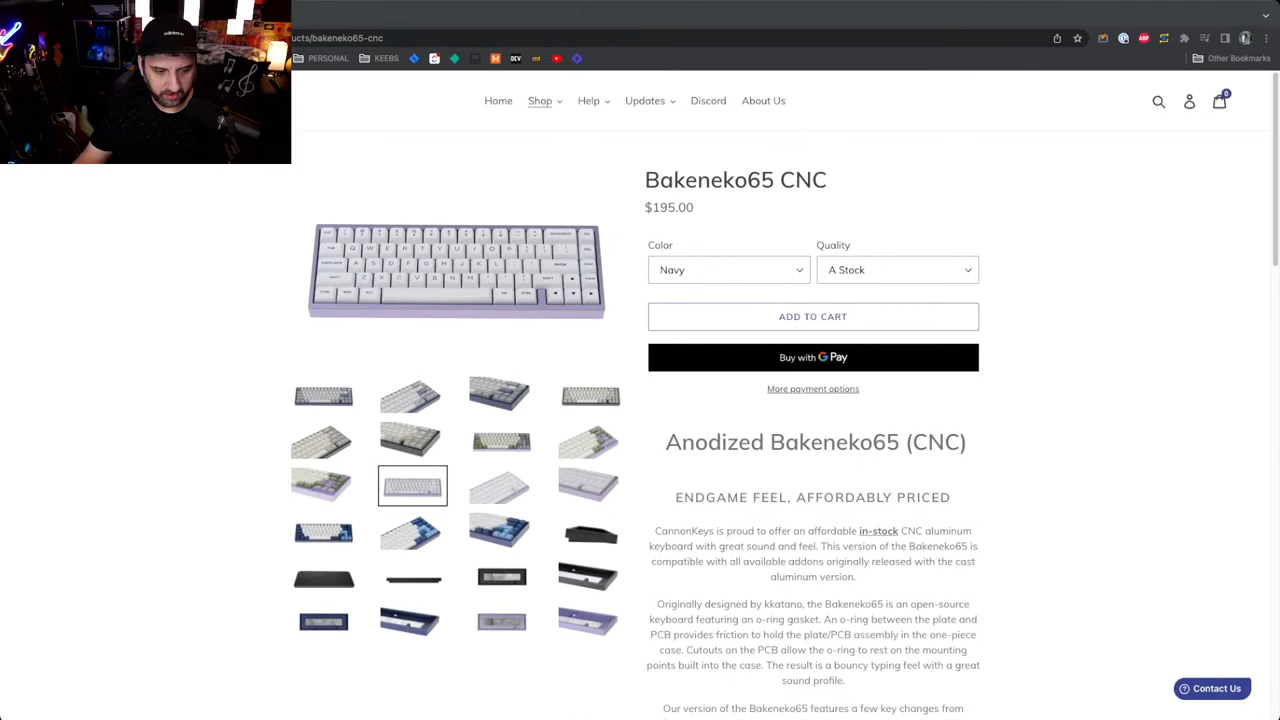 adidas
ucts/bakeneko65-cnc
PERSONAL
KEEBS
DEV
mt
Other Bookmarks
ABP
Home
Shop
Help
Updates
Discord
About Us
0
Bakeneko65 CNC
$195.00
Color
Quality
Navy
A Stock
ADD TO CART
Buy with G Pay
More payment options
Anodized Bakeneko65 (CNC)
ENDGAME FEEL, AFFORDABLY PRICED
CannonKeys is proud to offer an affordable in-stock CNC aluminum
keyboard with great sound and feel. This version of the Bakeneko65 is
compatible with all available addons originally released with the cast
aluminum version.
Originally designed by kkatano, the Bakeneko65 is an open-source
keyboard featuring an o-ring gasket. An o-ring between the plate and
PCB provides friction to hold the plate/PCB assembly in the one-piece
case. Cutouts on the PCB allow the o-ring to rest on the mounting
points built into the case. The result is a bouncy typing feel with a great
sound profile.
Our version of the Bakeneko65 features a few key changes from
Contact Us